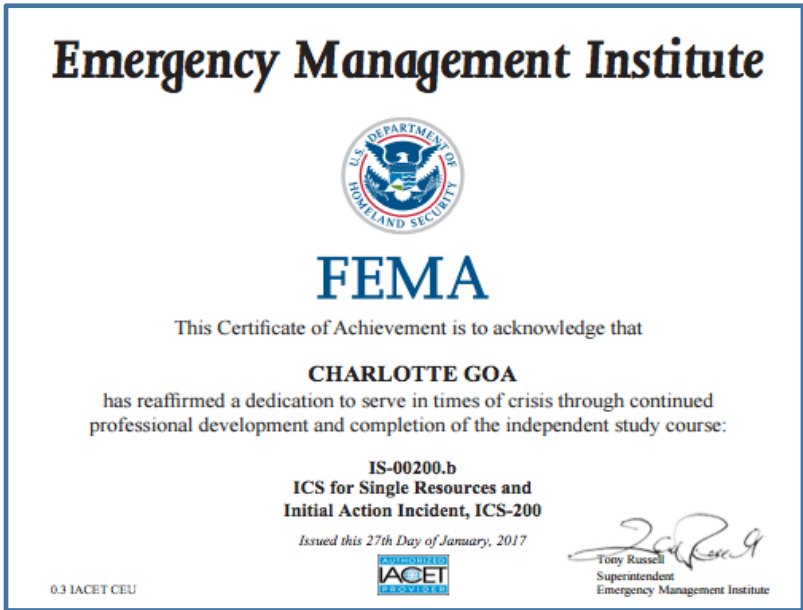 Emergency Management Institute
U.S. DEPARTMENT OF
HOMELAND SECURITY
FEMA
This Certificate of Achievement is to acknowledge that
CHARLOTTE GOA
has reaffirmed a dedication to serve in times of crisis through continued
professional development and completion of the independent study course:
IS-00200.b
ICS for Single Resources and
Initial Action Incident, ICS-200
Issued this 27th Day of January, 2017
AUTHORIZED
IACET
PROVIDER
Tony Russell
Superintendent
Emergency Management Institute
0.3 IACET CEU